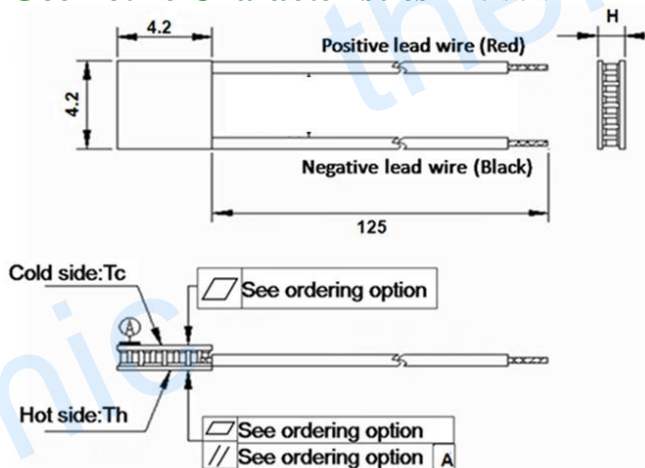 4.2
H
Positive lead wire (Red)
4.2
Negative lead wire (Black)
125
Cold side:Tc
See ordering option
A
Hot side:Th
See ordering option
// See ordering option A